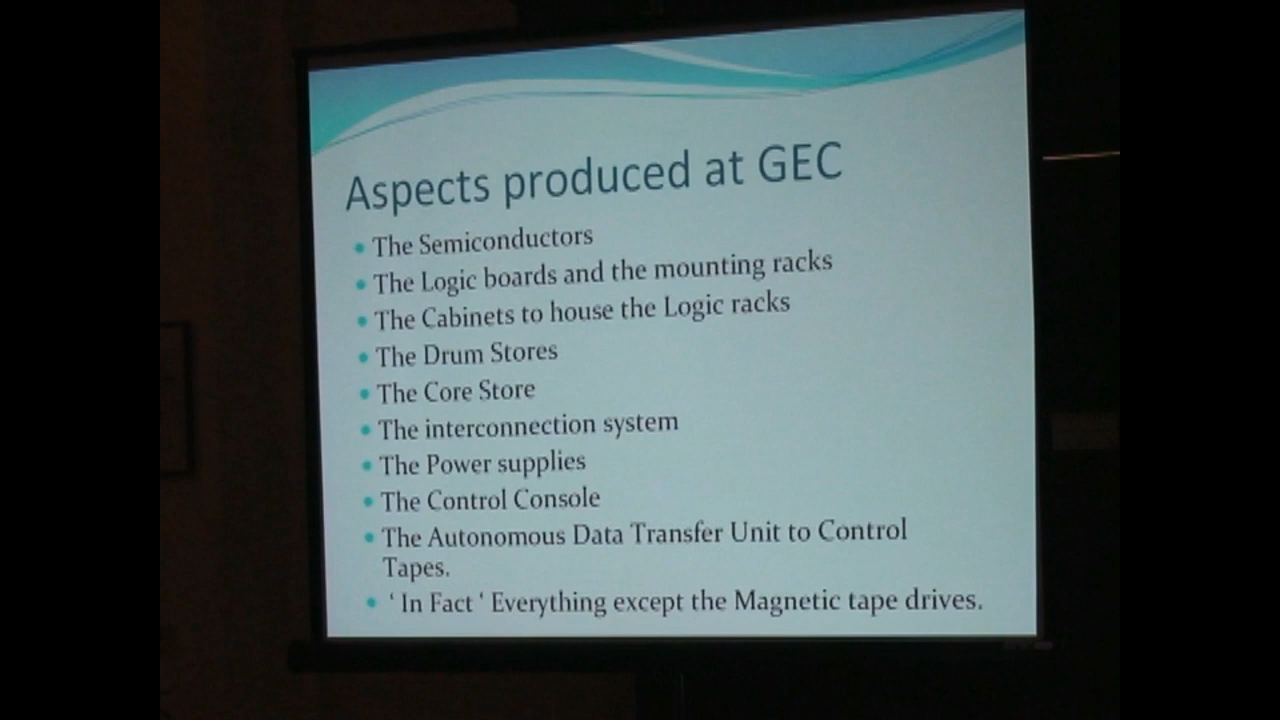 Aspects produced at GEC
• The Semiconductors
• The Logic boards and the mounting racks
• The Cabinets to house the Logic racks
• The Drum Stores
• The Core Store
• The interconnection system
• The Power supplies
• The Control Console
• The Autonomous Data Transfer Unit to Control
Tapes.
• ‘ In Fact ‘ Everything except the Magnetic tape drives.